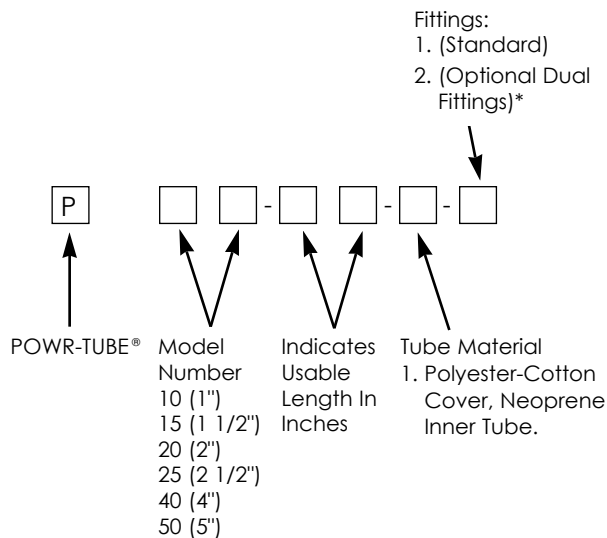 Fittings:
1. (Standard)
2. (Optional Dual
Fittings)*
P - - -
POWR-TUBE®
Model
Number
10 (1")
15 (1 1/2")
20 (2")
25 (2 1/2")
40 (4")
50 (5")
Indicates
Usable
Length In
Inches
Tube Material
1. Polyester-Cotton
Cover, Neoprene
Inner Tube.